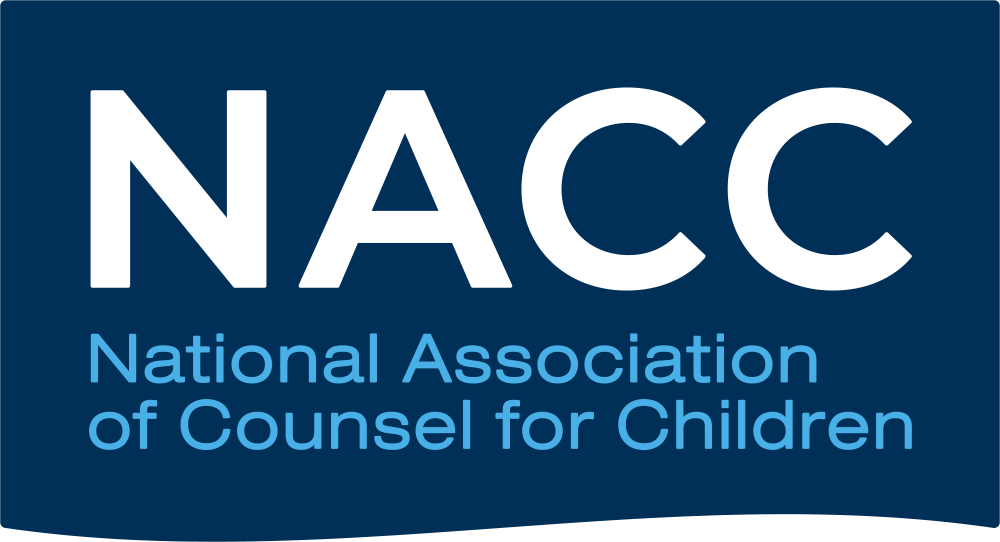 NACC
National Association
of Counsel for Children